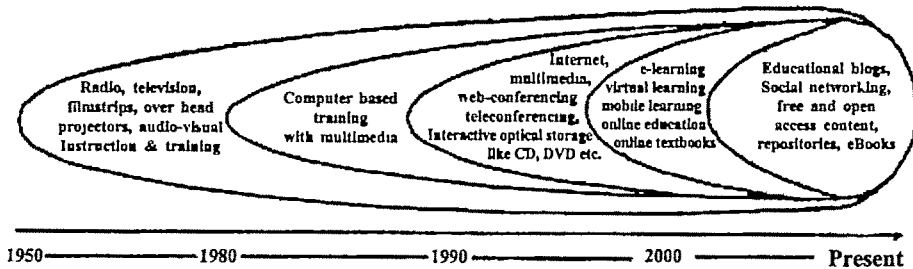 Radio, television,
filmstrips, over head
projectors, audio-visual
Instruction & training
Computer based
training
with multimedia
Internet,
multimedia,
web-conferencing
teleconferencing,
Interactive optical storage
like CD, DVD etc.
e-learning
virtual learning
mobile learning
online education
online textbooks
Educational blogs,
Social networking,
free and open
access content,
repositories, eBooks
1950 1980 1990 2000 Present